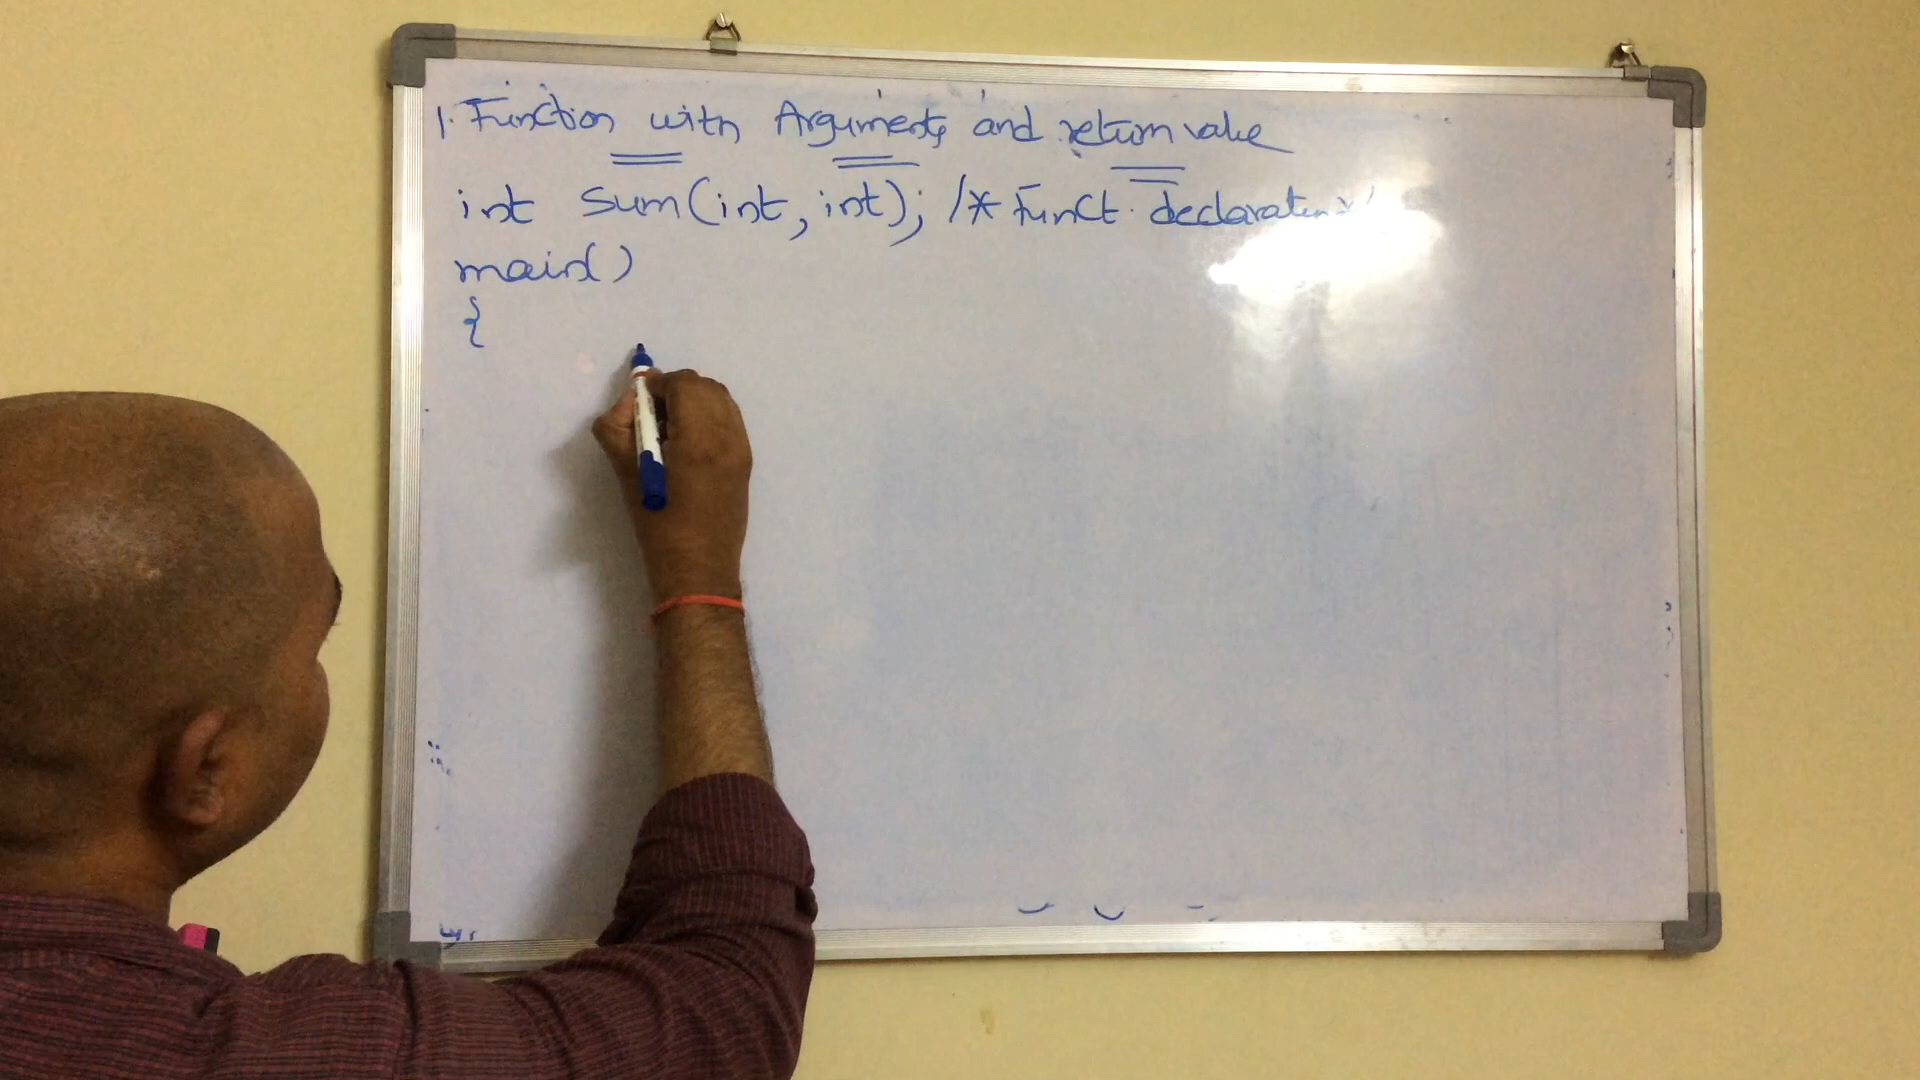 1. Function with Arguments and return value
int sum(int, int); /* Funct. declaration */
main()
{